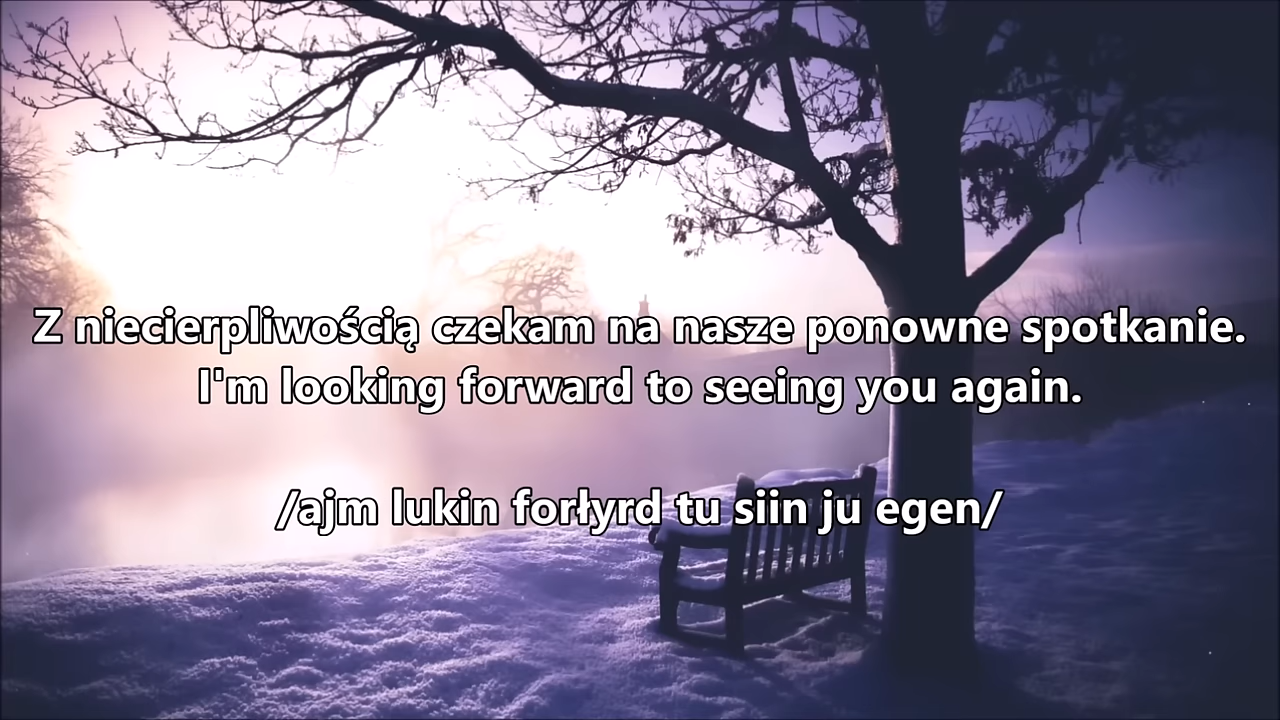 Z niecierpliwością czekam na nasze ponowne spotkanie.
I'm looking forward to seeing you again.
/ajm lukin forłyrd tu siin ju egen/